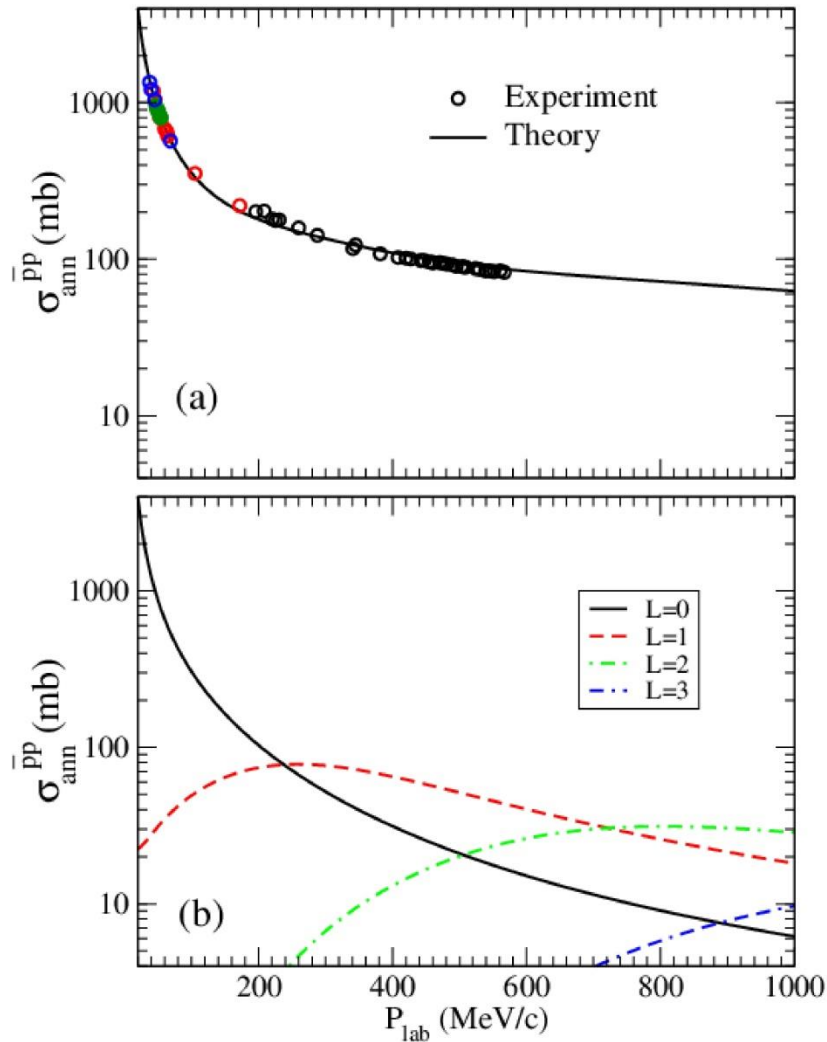 1000
100
10
σ_ann^p̄p (mb)
Experiment
Theory
(a)
1000
100
10
σ_ann^p̄p (mb)
L=0
L=1
L=2
L=3
(b)
200 400 600 800 1000
P_lab (MeV/c)